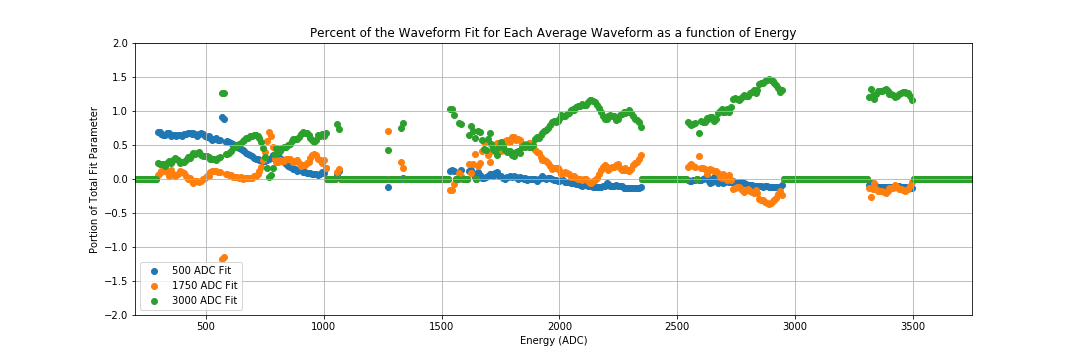 Percent of the Waveform Fit for Each Average Waveform as a function of Energy
Portion of Total Fit Parameter
2.0
1.5
1.0
0.5
0.0
−0.5
−1.0
−1.5
−2.0
500 ADC Fit
1750 ADC Fit
3000 ADC Fit
500
1000
1500
2000
2500
3000
3500
Energy (ADC)